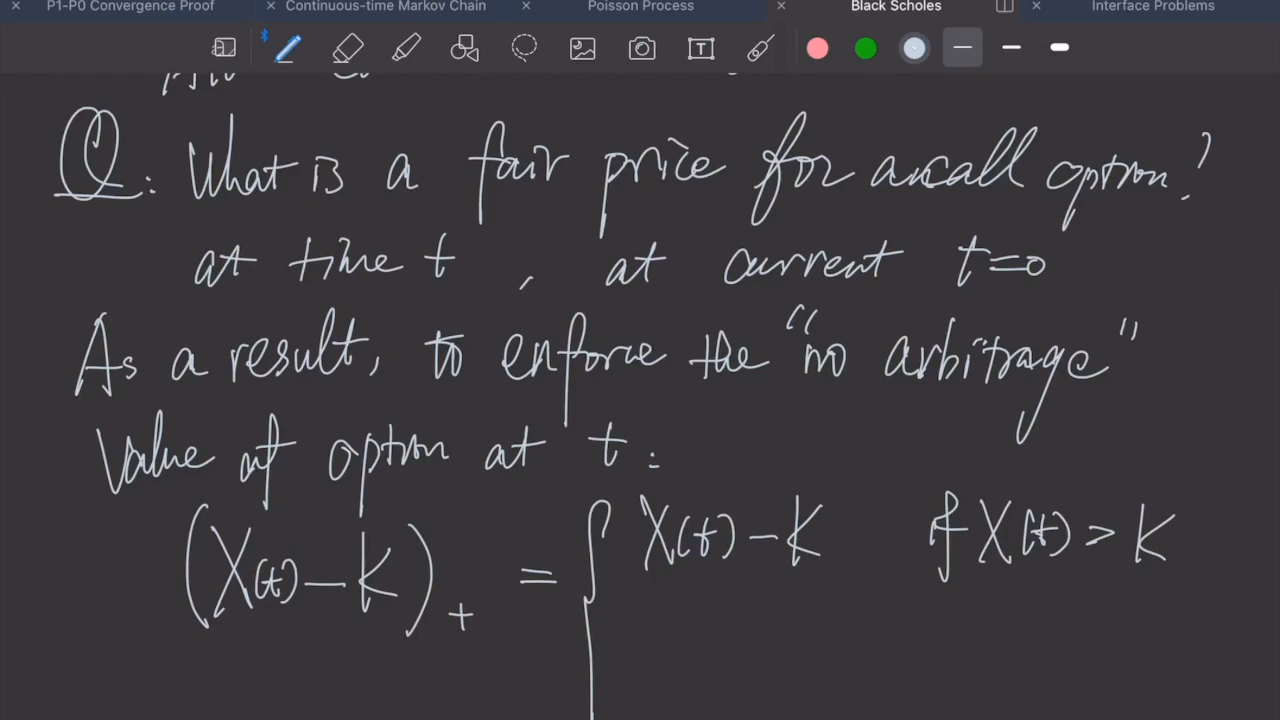 P1-P0 Convergence Proof Continuous-time Markov Chain Poisson Process Black Scholes Interface Problems
Q: What is a fair price for a call option?
at time t, at current t=0
As a result, to enforce the "no arbitrage"
Value of option at t:
(X(t)-K)+ = { X(t)-K if X(t)>K